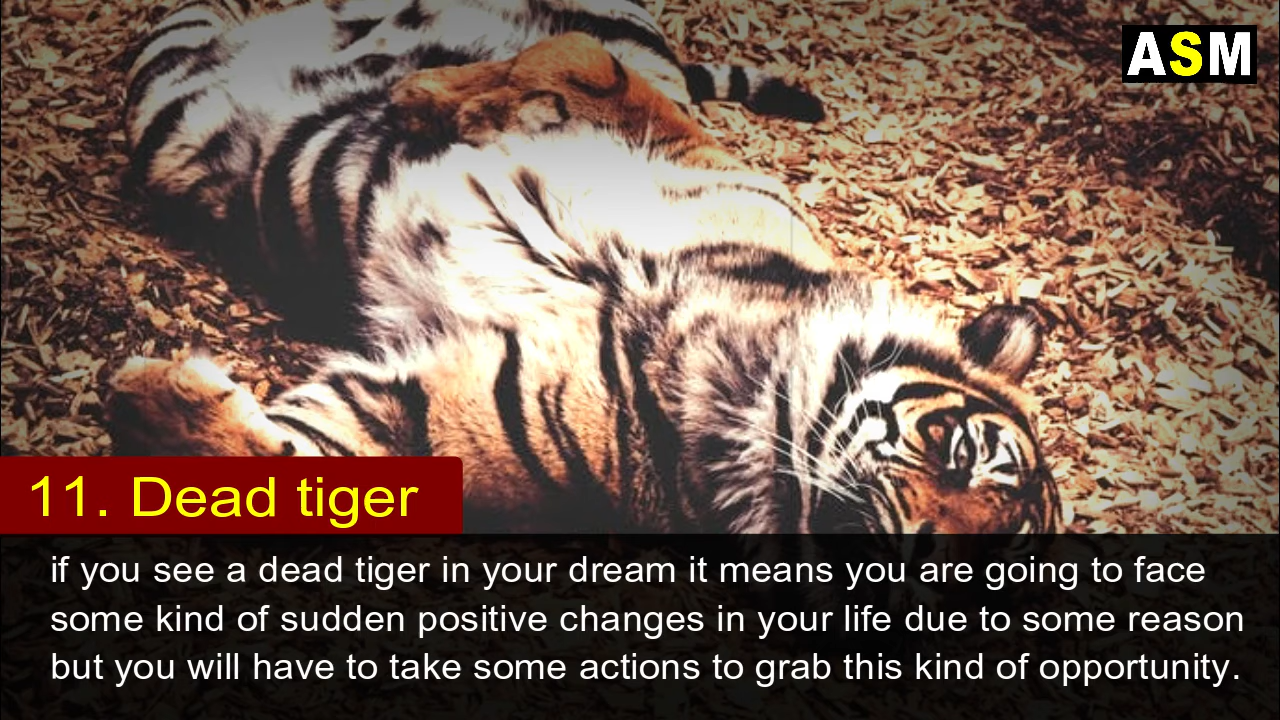 ASM
11. Dead tiger
if you see a dead tiger in your dream it means you are going to face
some kind of sudden positive changes in your life due to some reason
but you will have to take some actions to grab this kind of opportunity.